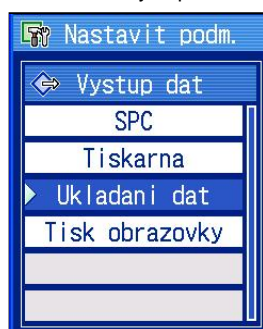 Nastavit podm.
Vystup dat
SPC
Tiskarna
Ukladani dat
Tisk obrazovky